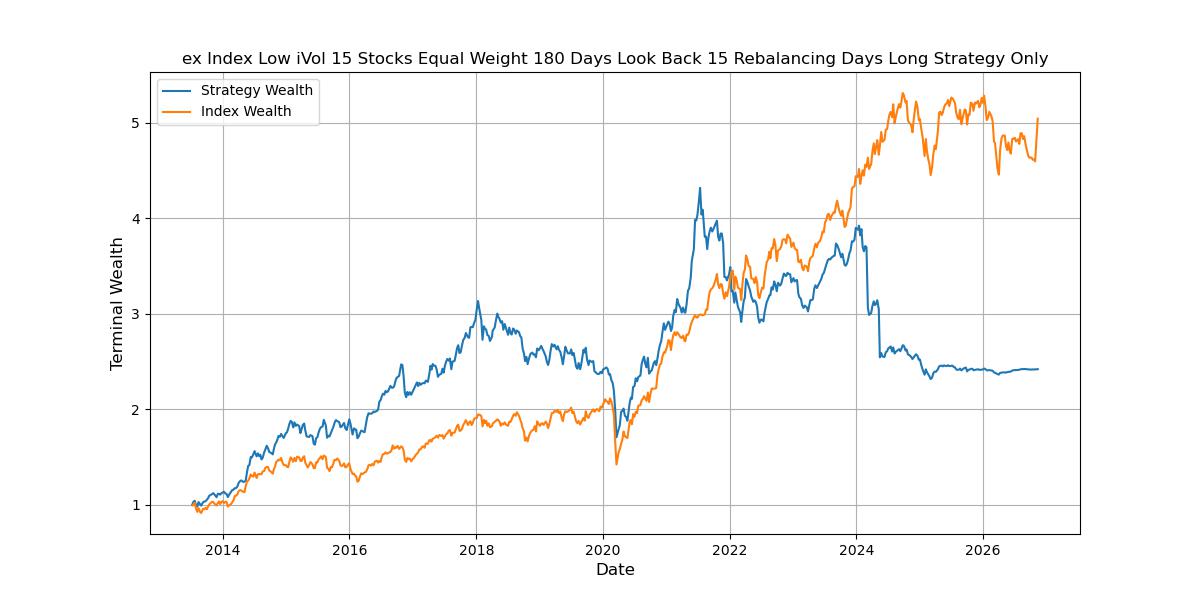 ex Index Low iVol 15 Stocks Equal Weight 180 Days Look Back 15 Rebalancing Days Long Strategy Only
Strategy Wealth
Index Wealth
Terminal Wealth
5
4
3
2
1
2014 2016 2018 2020 2022 2024 2026
Date